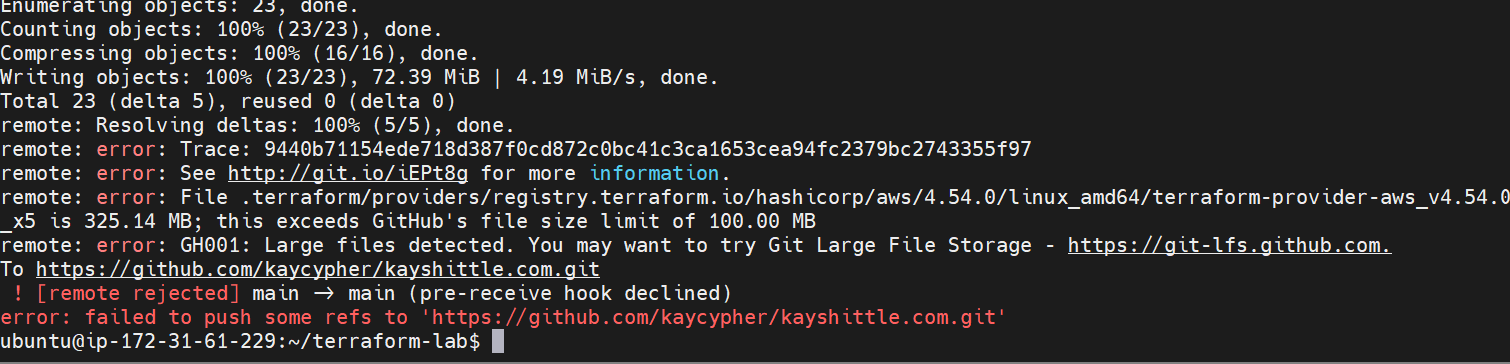 Enumerating objects: 23, done.
Counting objects: 100% (23/23), done.
Compressing objects: 100% (16/16), done.
Writing objects: 100% (23/23), 72.39 MiB | 4.19 MiB/s, done.
Total 23 (delta 5), reused 0 (delta 0)
remote: Resolving deltas: 100% (5/5), done.
remote: error: Trace: 9440b71154ede718d387f0cd872c0bc41c3ca1653cea94fc2379bc2743355f97
remote: error: See http://git.io/iEPt8g for more information.
remote: error: File .terraform/providers/registry.terraform.io/hashicorp/aws/4.54.0/linux_amd64/terraform-provider-aws_v4.54.0
_x5 is 325.14 MB; this exceeds GitHub's file size limit of 100.00 MB
remote: error: GH001: Large files detected. You may want to try Git Large File Storage - https://git-lfs.github.com.
To https://github.com/kaycypher/kayshittle.com.git
 ! [remote rejected] main -> main (pre-receive hook declined)
error: failed to push some refs to 'https://github.com/kaycypher/kayshittle.com.git'
ubuntu@ip-172-31-61-229:~/terraform-lab$